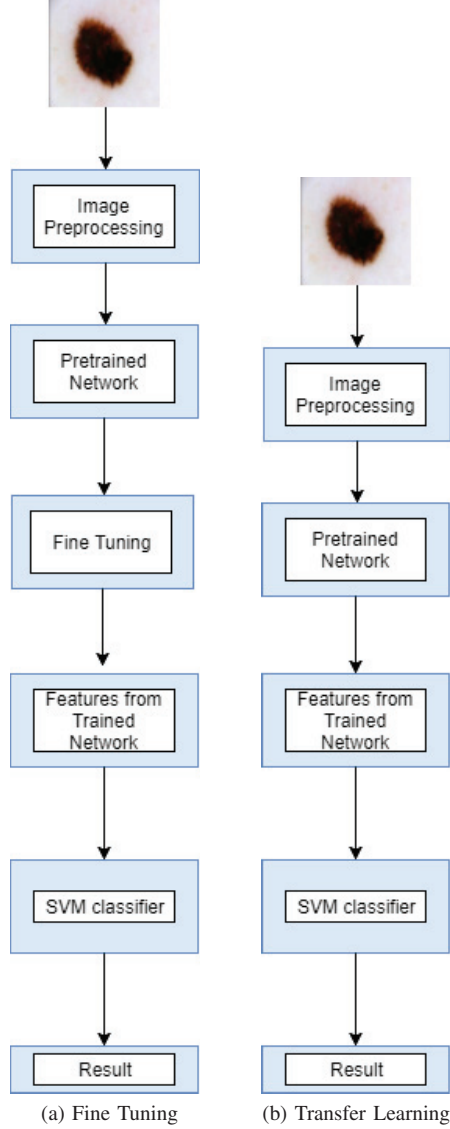 Image
Preprocessing
Pretrained
Network
Fine Tuning
Features from
Trained
Network
SVM classifier
Result
(a) Fine Tuning
Image
Preprocessing
Pretrained
Network
Features from
Trained
Network
SVM classifier
Result
(b) Transfer Learning